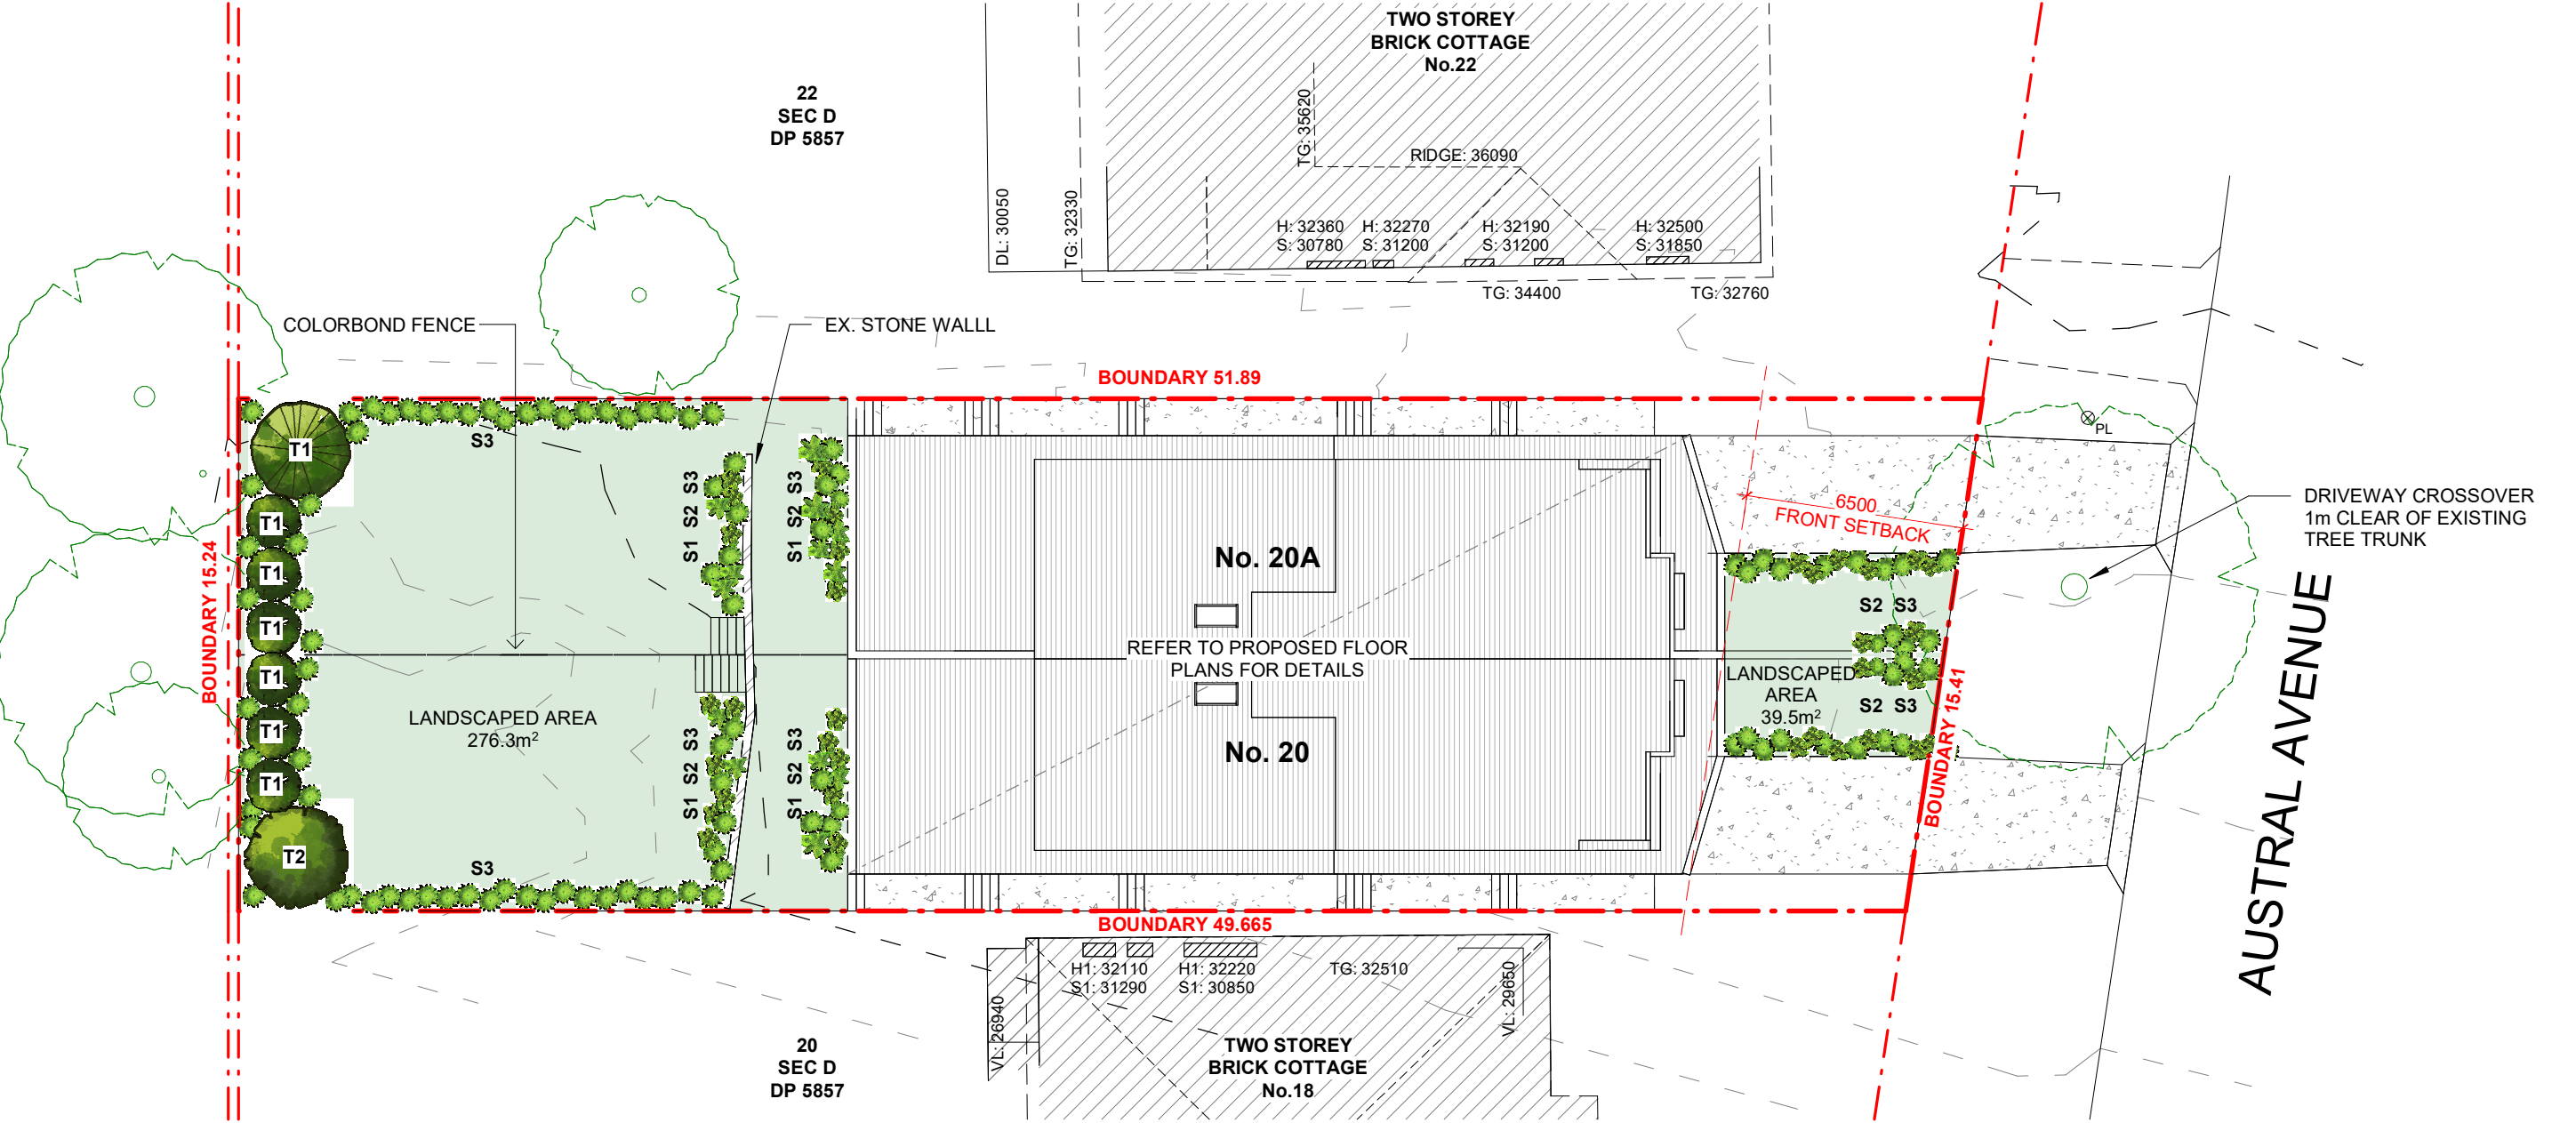 TWO STOREY
BRICK COTTAGE
No.22
22
SEC D
DP 5857
TG: 35620
RIDGE: 36090
DL: 30050
TG: 32330
H: 32360
S: 30780
H: 32270
S: 31200
H: 32190
S: 31200
H: 32500
S: 31850
TG: 34400
TG: 32760
COLORBOND FENCE
EX. STONE WALLL
BOUNDARY 51.89
T1
S3
PL
S1 S2 S3
S1 S2 S3
6500
FRONT SETBACK
DRIVEWAY CROSSOVER
1m CLEAR OF EXISTING
TREE TRUNK
T1
T1
T1
T1
T1
T1
T2
BOUNDARY 15.24
No. 20A
S2 S3
REFER TO PROPOSED FLOOR
PLANS FOR DETAILS
LANDSCAPED
AREA
39.5m²
S2 S3
BOUNDARY 15.41
AUSTRAL AVENUE
LANDSCAPED AREA
276.3m²
S1 S2 S3
S1 S2 S3
No. 20
S3
BOUNDARY 49.665
H1: 32110
S1: 31290
H1: 32220
S1: 30850
TG: 32510
VL: 26940
VL: 29650
20
SEC D
DP 5857
TWO STOREY
BRICK COTTAGE
No.18